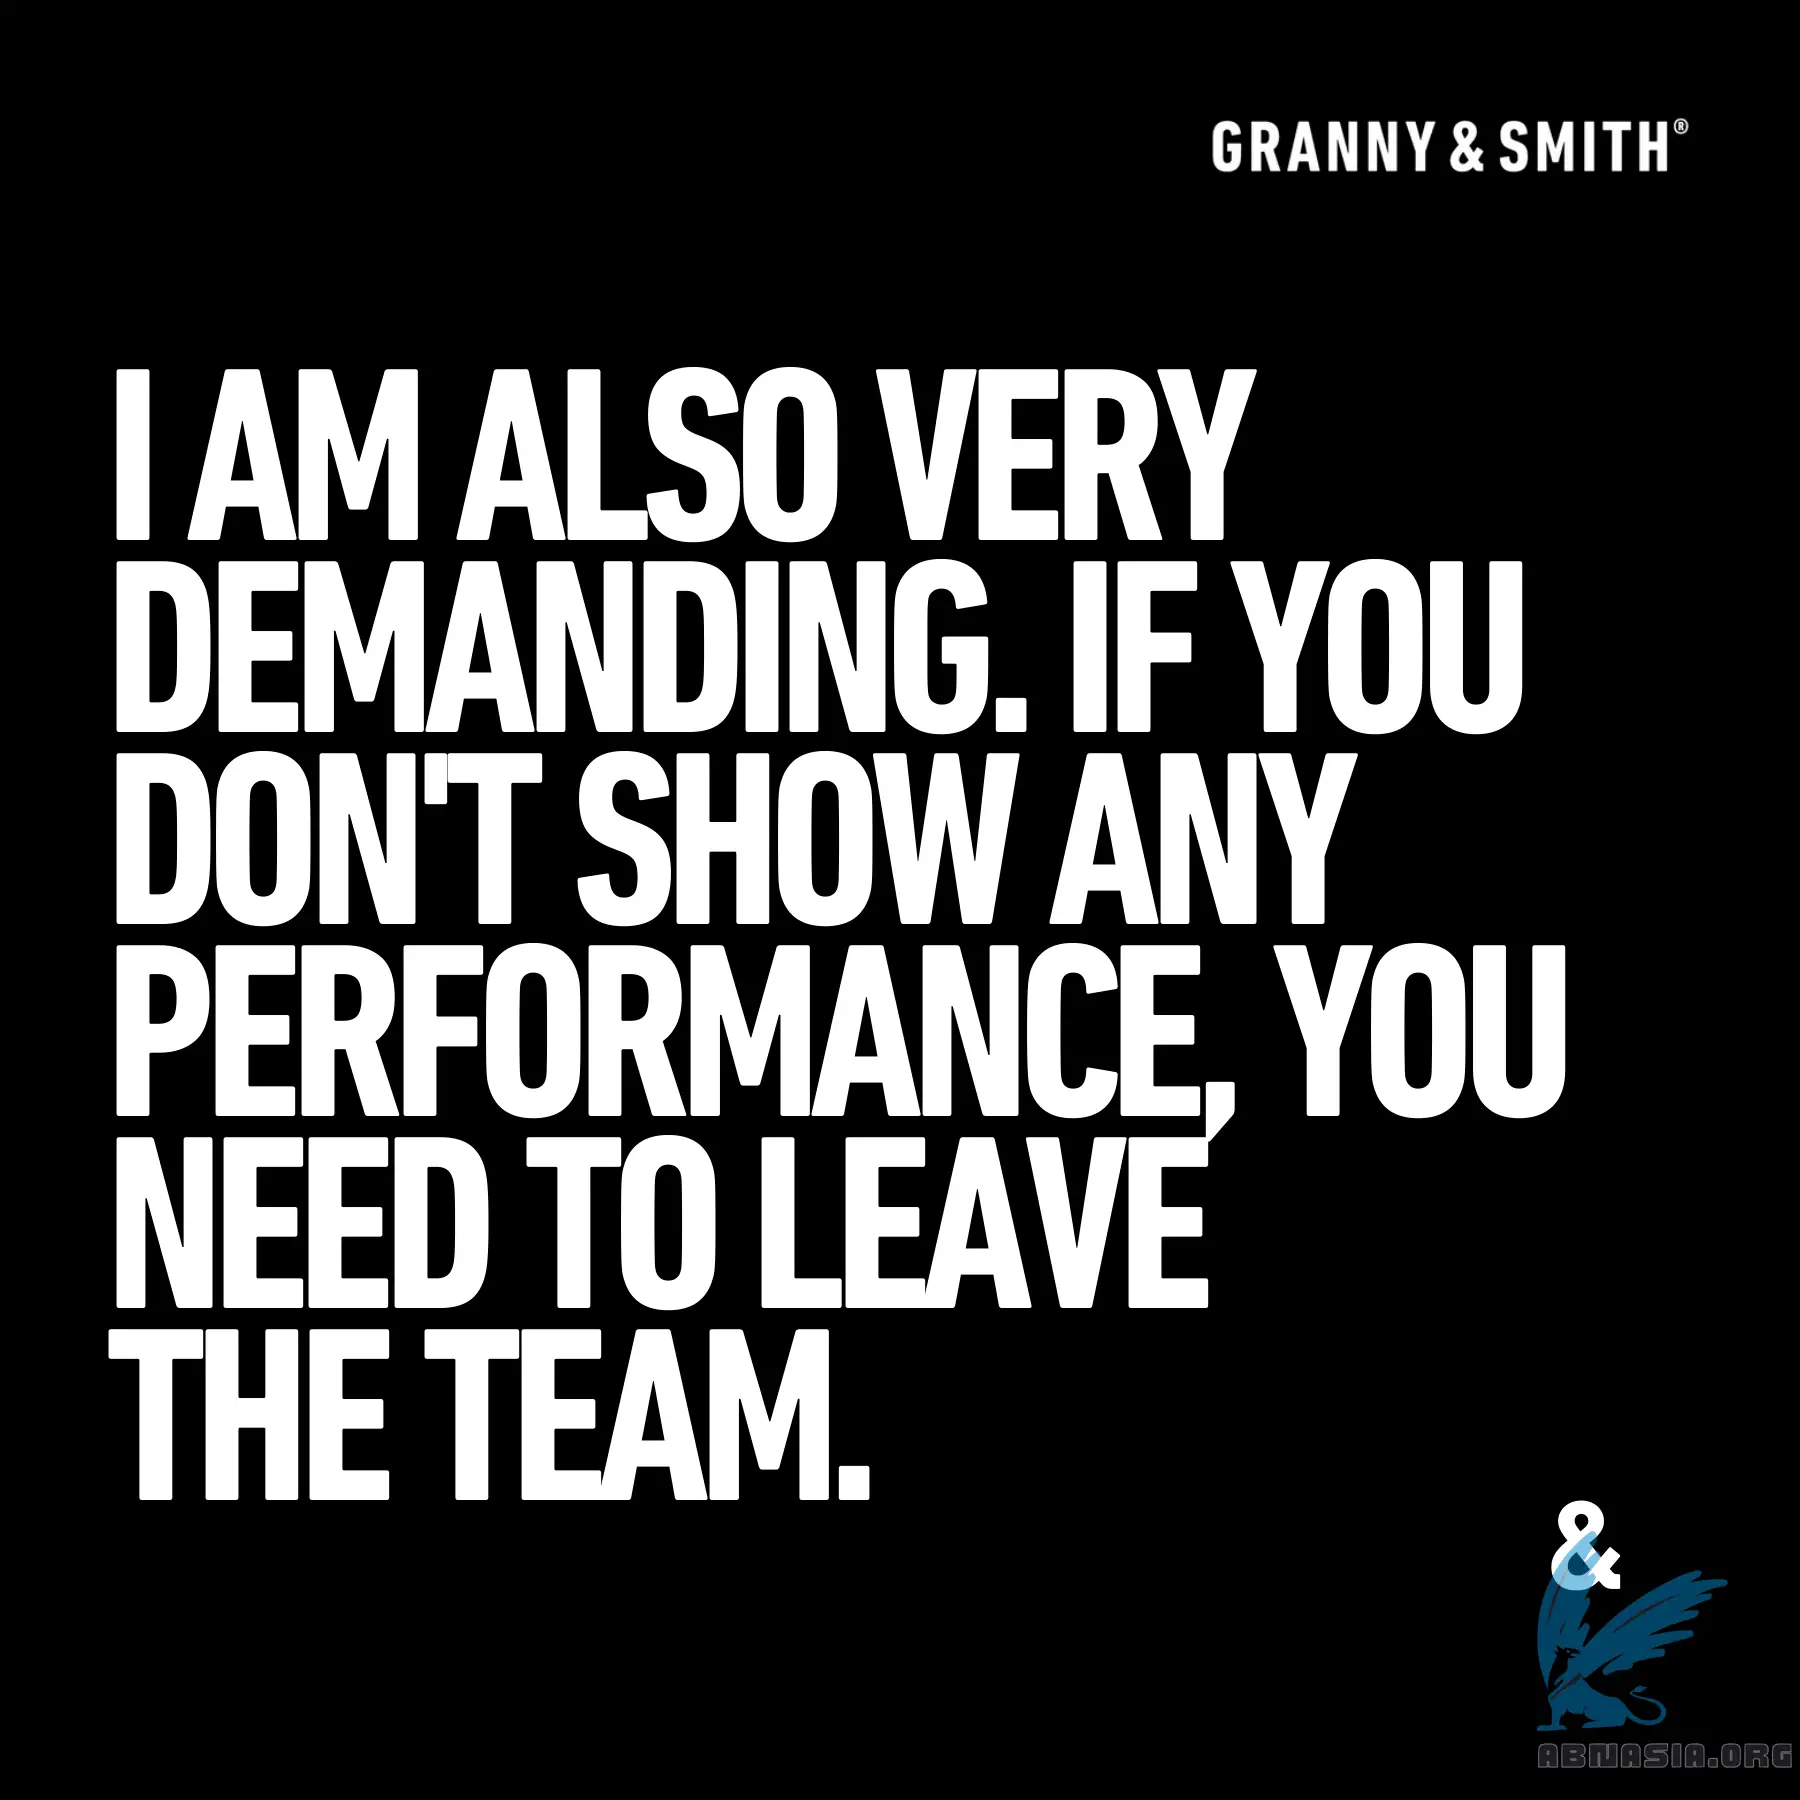 GRANNY & SMITH®
I AM ALSO VERY
DEMANDING. IF YOU
DON'T SHOW ANY
PERFORMANCE, YOU
NEED TO LEAVE
THE TEAM.
&
ABNASIA.ORG